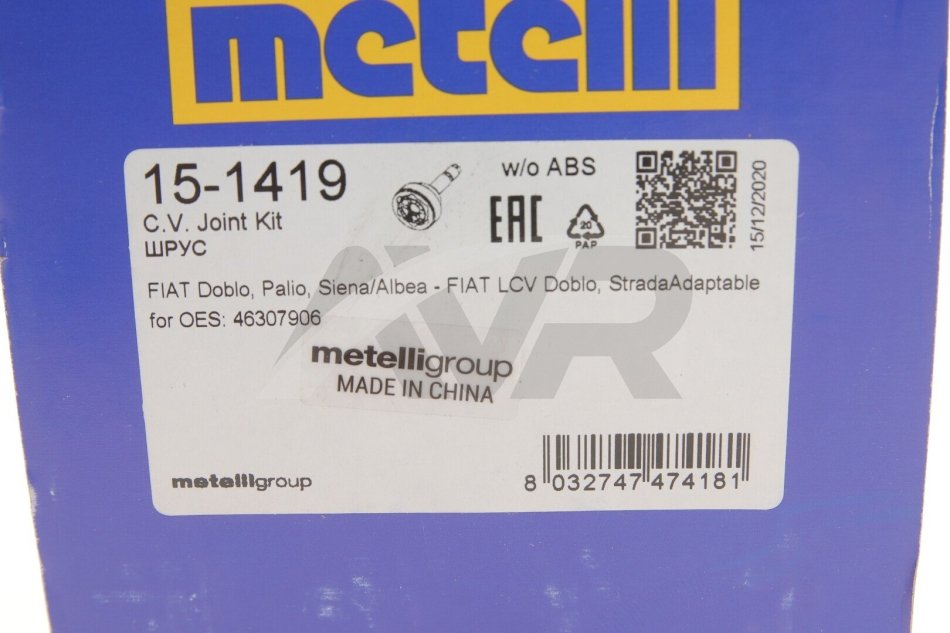 metelli
15-1419
w/o ABS
C.V. Joint Kit
ШРУС
EAC
20
PAP
15/12/2020
FIAT Doblo, Palio, Siena/Albea - FIAT LCV Doblo, StradaAdaptable
for OES: 46307906
AVR
metelligroup
MADE IN CHINA
metelligroup
8 032747 474181